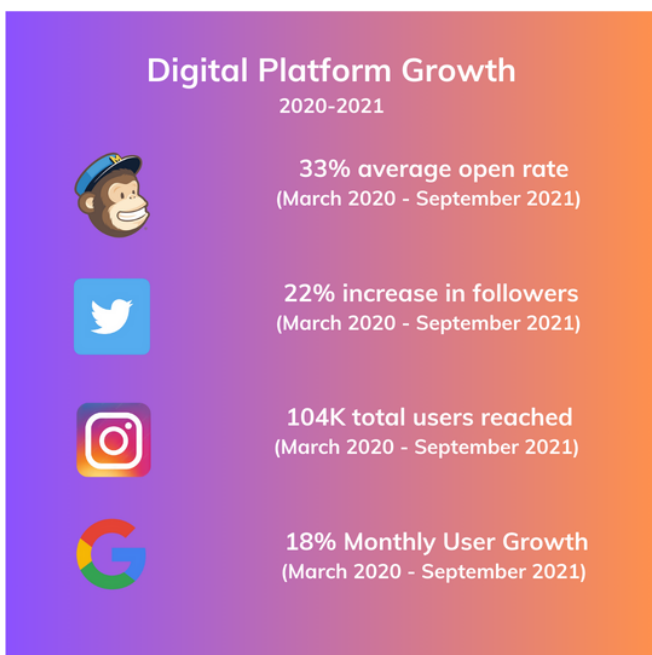 Digital Platform Growth
2020-2021
33% average open rate
(March 2020 - September 2021)
22% increase in followers
(March 2020 - September 2021)
104K total users reached
(March 2020 - September 2021)
18% Monthly User Growth
(March 2020 - September 2021)